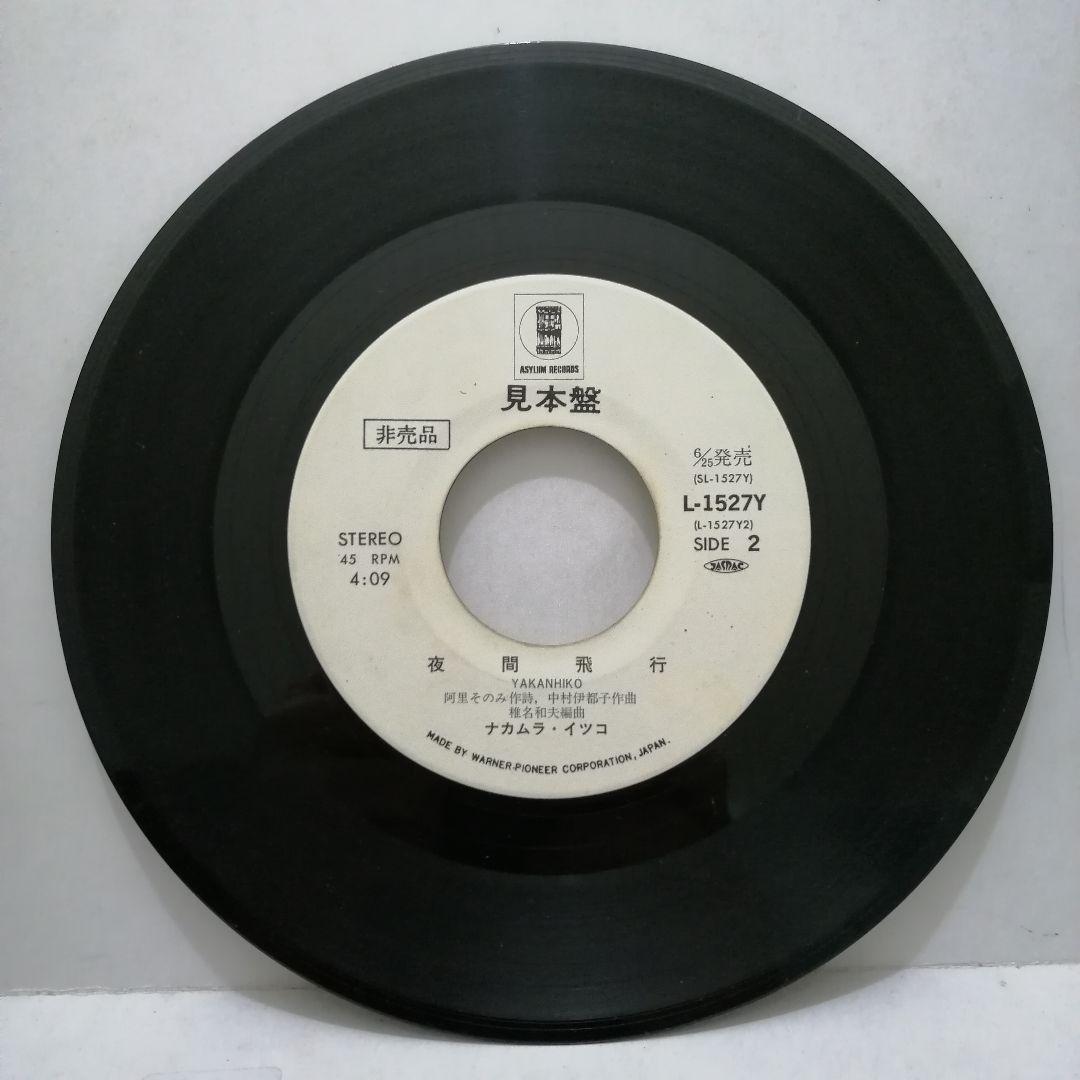 ASYLUM RECORDS
見本盤
非売品
6/25発売
(SL-1527Y)
L-1527Y
(L-1527Y2)
SIDE 2
JASRAC
STEREO
45 RPM
4:09
夜間飛行
YAKANHIKO
阿里そのみ作詩, 中村伊都子作曲
椎名和夫編曲
ナカムラ・イツコ
MADE BY WARNER-PIONEER CORPORATION, JAPAN.